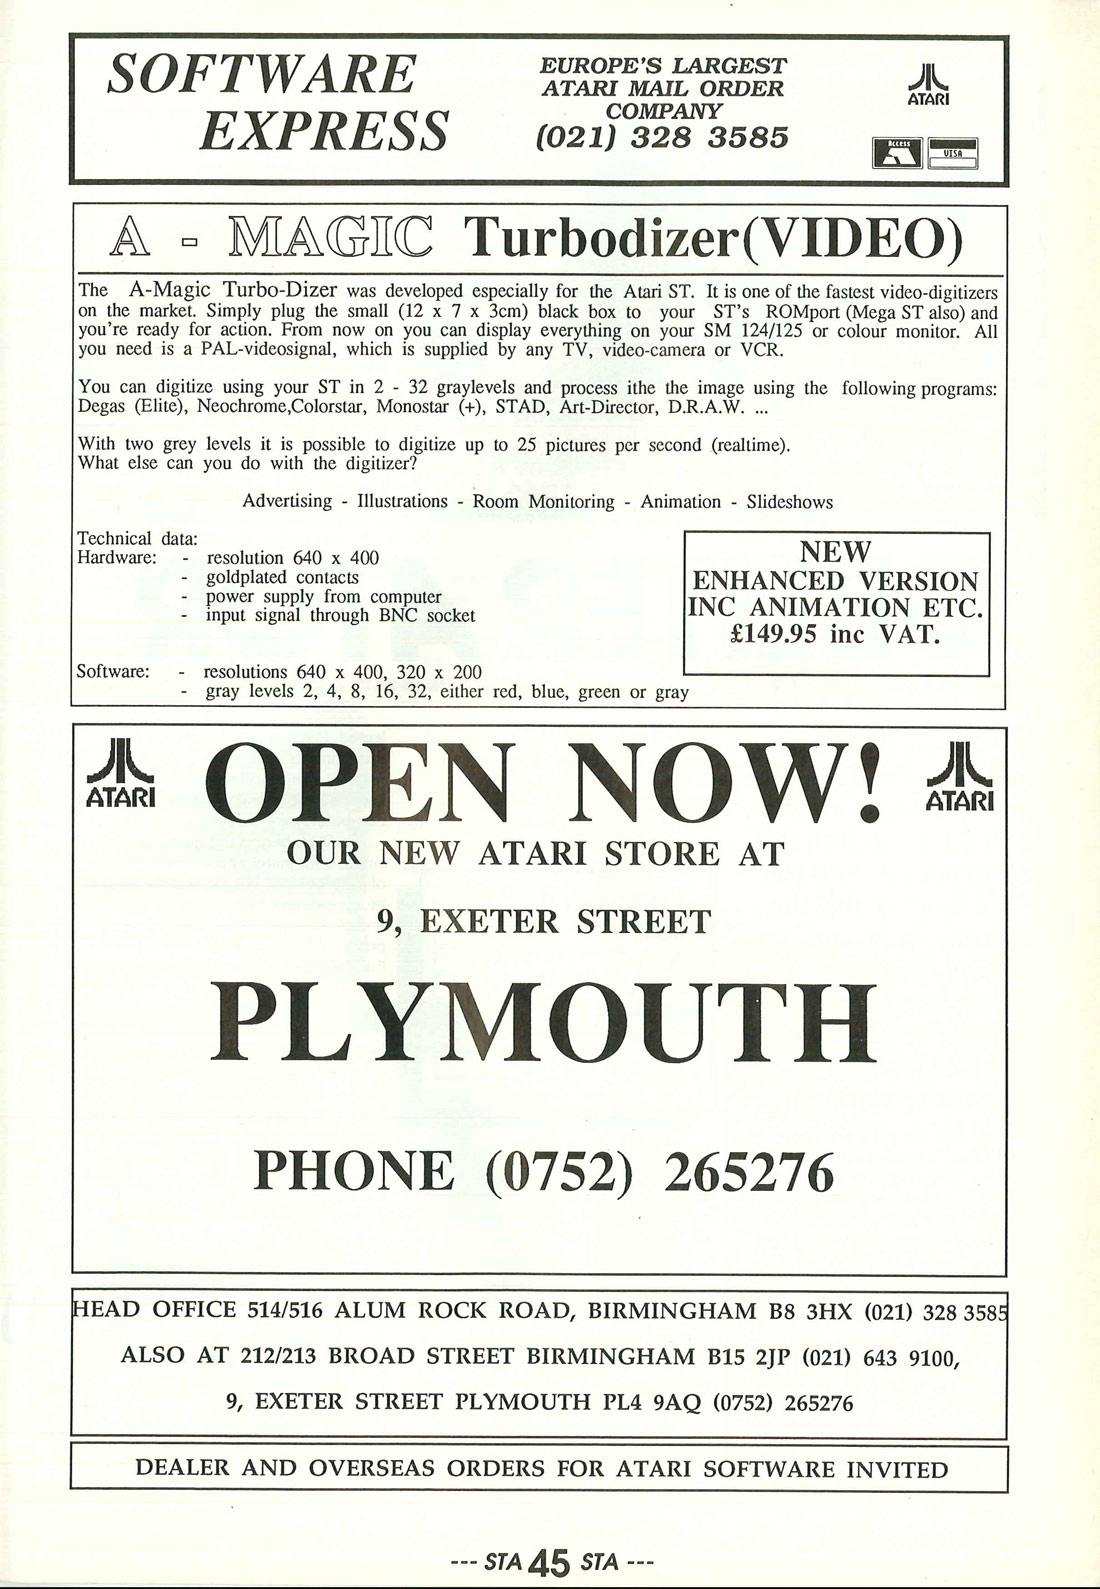 SOFTWARE
EXPRESS
EUROPE'S LARGEST
ATARI MAIL ORDER
COMPANY
(021) 328 3585
ATARI
Access
VISA
A - MAGIC Turbodizer(VIDEO)
The A-Magic Turbo-Dizer was developed especially for the Atari ST. It is one of the fastest video-digitizers
on the market. Simply plug the small (12 x 7 x 3cm) black box to your ST's ROMport (Mega ST also) and
you're ready for action. From now on you can display everything on your SM 124/125 or colour monitor. All
you need is a PAL-videosignal, which is supplied by any TV, video-camera or VCR.
You can digitize using your ST in 2 - 32 graylevels and process ithe the image using the following programs:
Degas (Elite), Neochrome,Colorstar, Monostar (+), STAD, Art-Director, D.R.A.W. ...
With two grey levels it is possible to digitize up to 25 pictures per second (realtime).
What else can you do with the digitizer?
Advertising - Illustrations - Room Monitoring - Animation - Slideshows
Technical data:
Hardware: - resolution 640 x 400
- goldplated contacts
- power supply from computer
- input signal through BNC socket
Software: - resolutions 640 x 400, 320 x 200
- gray levels 2, 4, 8, 16, 32, either red, blue, green or gray
NEW
ENHANCED VERSION
INC ANIMATION ETC.
£149.95 inc VAT.
ATARI
OPEN NOW!
ATARI
OUR NEW ATARI STORE AT
9, EXETER STREET
PLYMOUTH
PHONE (0752) 265276
HEAD OFFICE 514/516 ALUM ROCK ROAD, BIRMINGHAM B8 3HX (021) 328 3585
ALSO AT 212/213 BROAD STREET BIRMINGHAM B15 2JP (021) 643 9100,
9, EXETER STREET PLYMOUTH PL4 9AQ (0752) 265276
DEALER AND OVERSEAS ORDERS FOR ATARI SOFTWARE INVITED
--- STA 45 STA ---